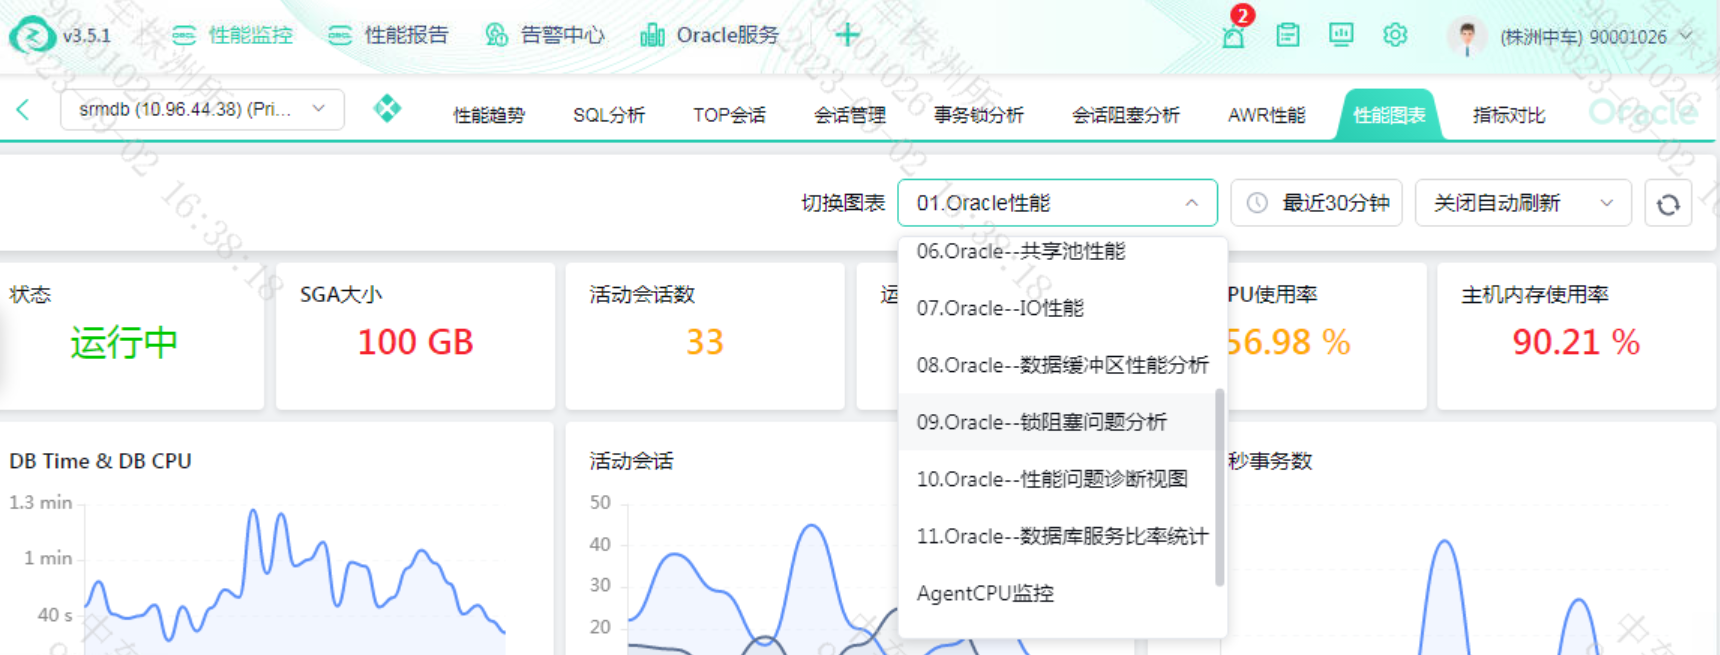 v3.5.1 性能监控 性能报告 告警中心 Oracle服务 2 (株洲中车) 90001026
srmdb (10.96.44.38) (Pri... 性能趋势 SQL分析 TOP会话 会话管理 事务锁分析 会话阻塞分析 AWR性能 性能图表 指标对比 Oracle
切换图表 01.Oracle性能 最近30分钟 关闭自动刷新
06.Oracle--共享池性能
07.Oracle--IO性能
08.Oracle--数据缓冲区性能分析
09.Oracle--锁阻塞问题分析
10.Oracle--性能问题诊断视图
11.Oracle--数据库服务比率统计
AgentCPU监控
状态 SGA大小 活动会话数 运 PU使用率 主机内存使用率
运行中 100 GB 33 56.98 % 90.21 %
DB Time & DB CPU
1.3 min
1 min
40 s
活动会话
50
40
30
20
秒事务数